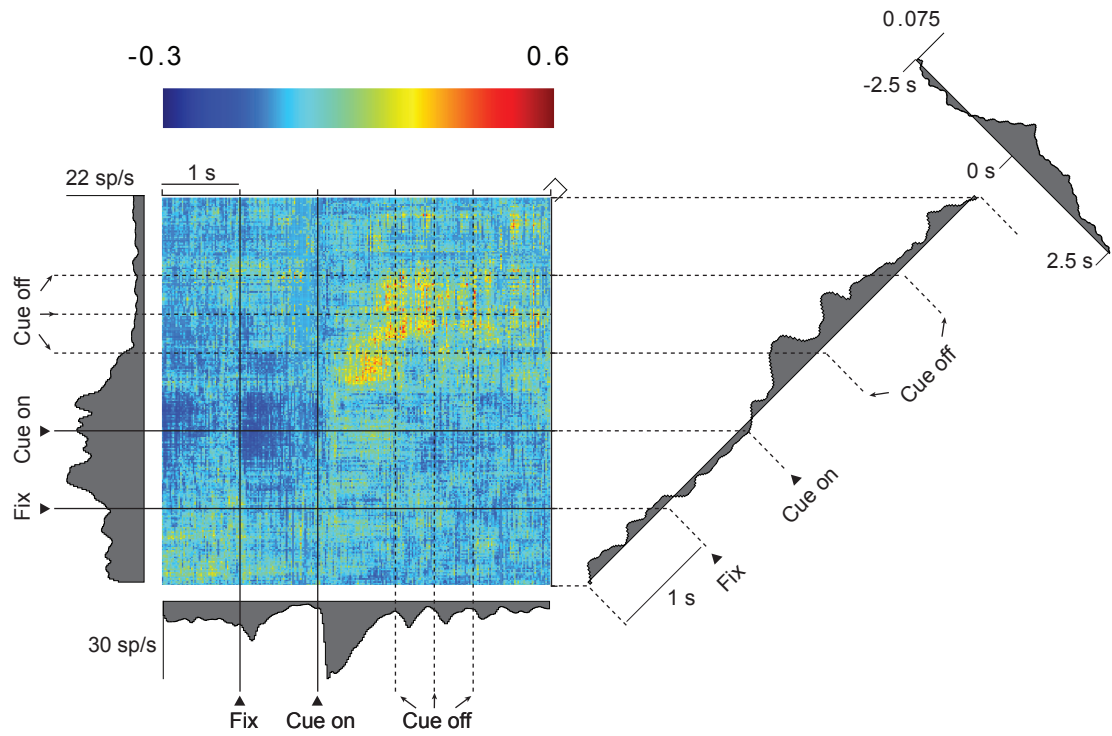 0.075
-0.3
0.6
-2.5 s
22 sp/s
1 s
0 s
2.5 s
Cue off
Cue off
Cue on
Cue on
Fix
Fix
1 s
30 sp/s
Fix
Cue on
Cue off